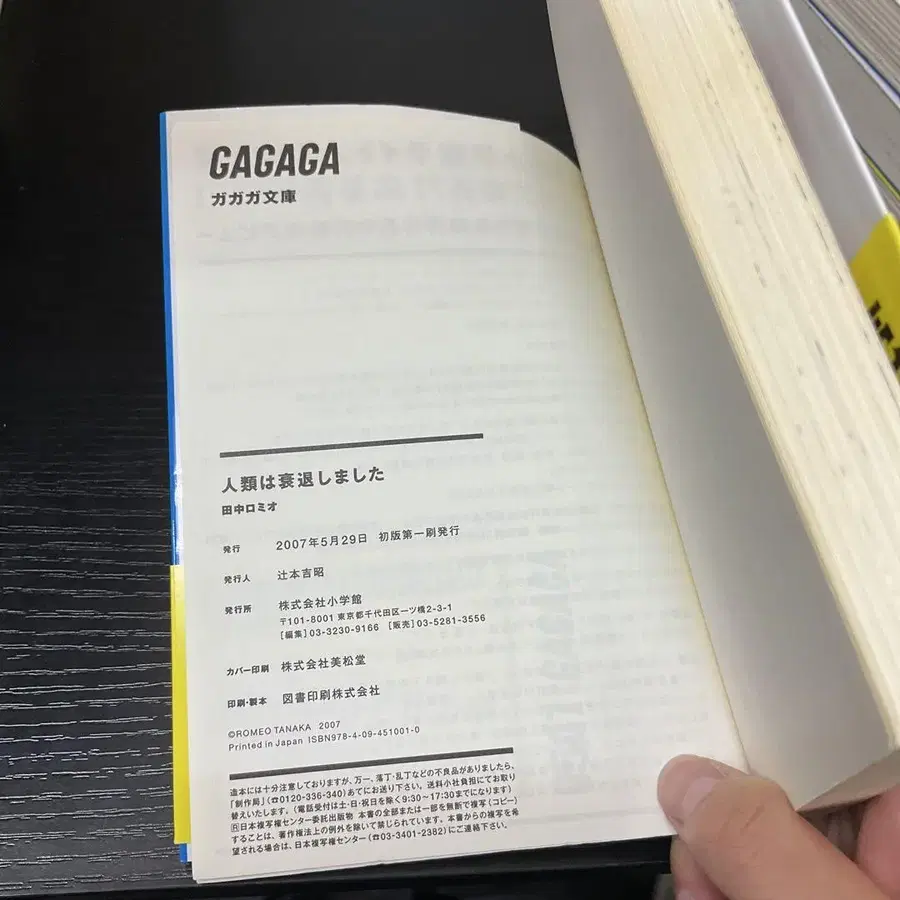 GAGAGA
ガガガ文庫
人類は衰退しました
田中ロミオ
発行 2007年5月29日 初版第一刷発行
発行人 辻本吉昭
発行所 株式会社小学館
〒101-8001 東京都千代田区一ツ橋2-3-1
[編集]03-3230-9166 [販売]03-5281-3556
カバー印刷 株式会社美松堂
印刷・製本 図書印刷株式会社
©ROMEO TANAKA 2007
Printed in Japan ISBN978-4-09-451001-0
造本には十分注意しておりますが、万一、落丁・乱丁などの不良品がありましたら、
「制作局」(☎0120-336-340)あてにお送り下さい。送料小社負担にてお取り
替えいたします。(電話受付は土・日・祝日を除く9:30～17:30までになります)
Ⓡ日本複写権センター委託出版物 本書の全部または一部を無断で複写(コピー)
することは、著作権法上の例外を除いて禁じられています。本書からの複写を希
望される場合は、日本複写権センター(☎03-3401-2382)にご連絡下さい。